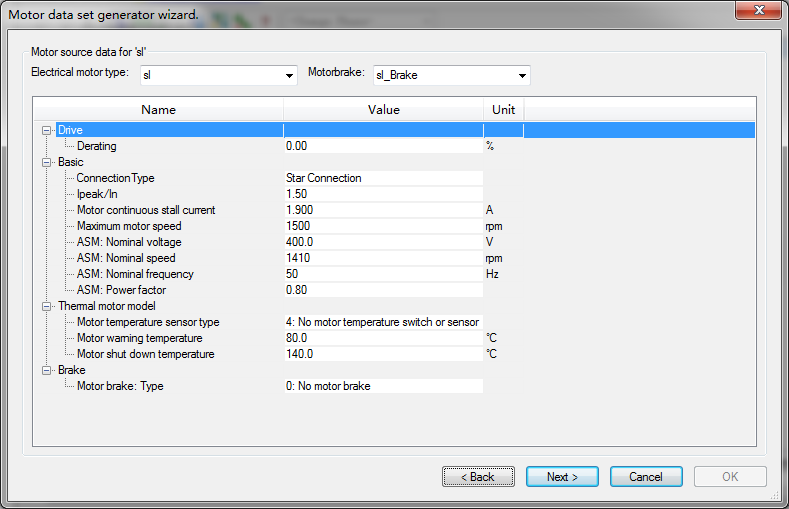 Motor data set generator wizard.
Motor source data for 'sl'
Electrical motor type: sl Motorbrake: sl_Brake
Name Value Unit
Drive
Derating 0.00 %
Basic
ConnectionType Star Connection
Ipeak/In 1.50
Motor continuous stall current 1.900 A
Maximum motor speed 1500 rpm
ASM: Nominal voltage 400.0 V
ASM: Nominal speed 1410 rpm
ASM: Nominal frequency 50 Hz
ASM: Power factor 0.80
Thermal motor model
Motor temperature sensor type 4: No motor temperature switch or sensor
Motor warning temperature 80.0 °C
Motor shut down temperature 140.0 °C
Brake
Motor brake: Type 0: No motor brake
< Back Next > Cancel OK